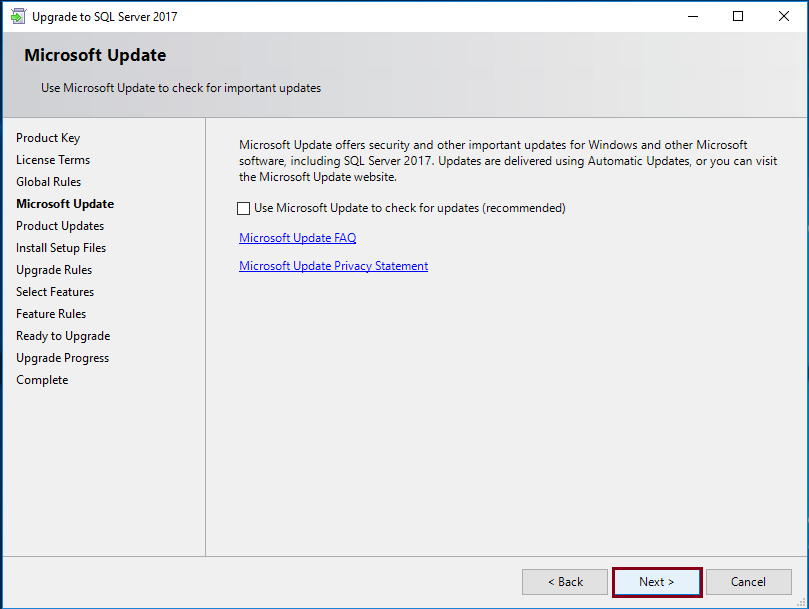 Upgrade to SQL Server 2017
Microsoft Update
Use Microsoft Update to check for important updates
Product Key
License Terms
Global Rules
Microsoft Update
Product Updates
Install Setup Files
Upgrade Rules
Select Features
Feature Rules
Ready to Upgrade
Upgrade Progress
Complete
Microsoft Update offers security and other important updates for Windows and other Microsoft
software, including SQL Server 2017. Updates are delivered using Automatic Updates, or you can visit
the Microsoft Update website.
Use Microsoft Update to check for updates (recommended)
Microsoft Update FAQ
Microsoft Update Privacy Statement
< Back
Next >
Cancel